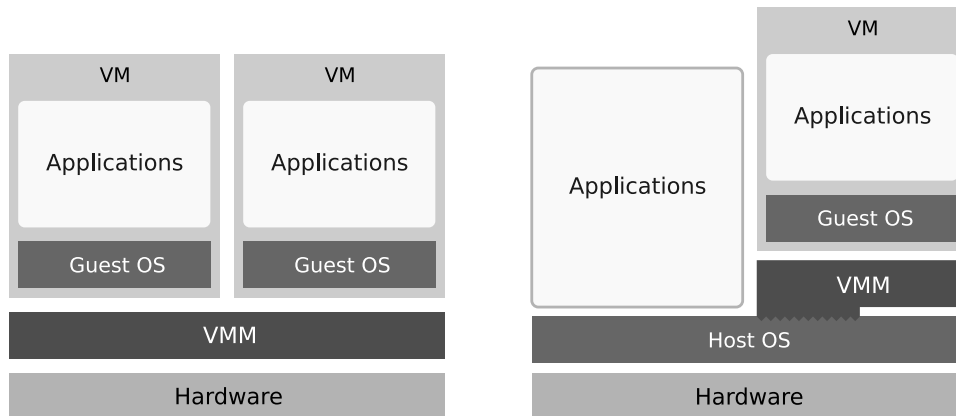 VM
Applications
Guest OS
VM
Applications
Guest OS
VMM
Hardware
Applications
VM
Applications
Guest OS
VMM
Host OS
Hardware